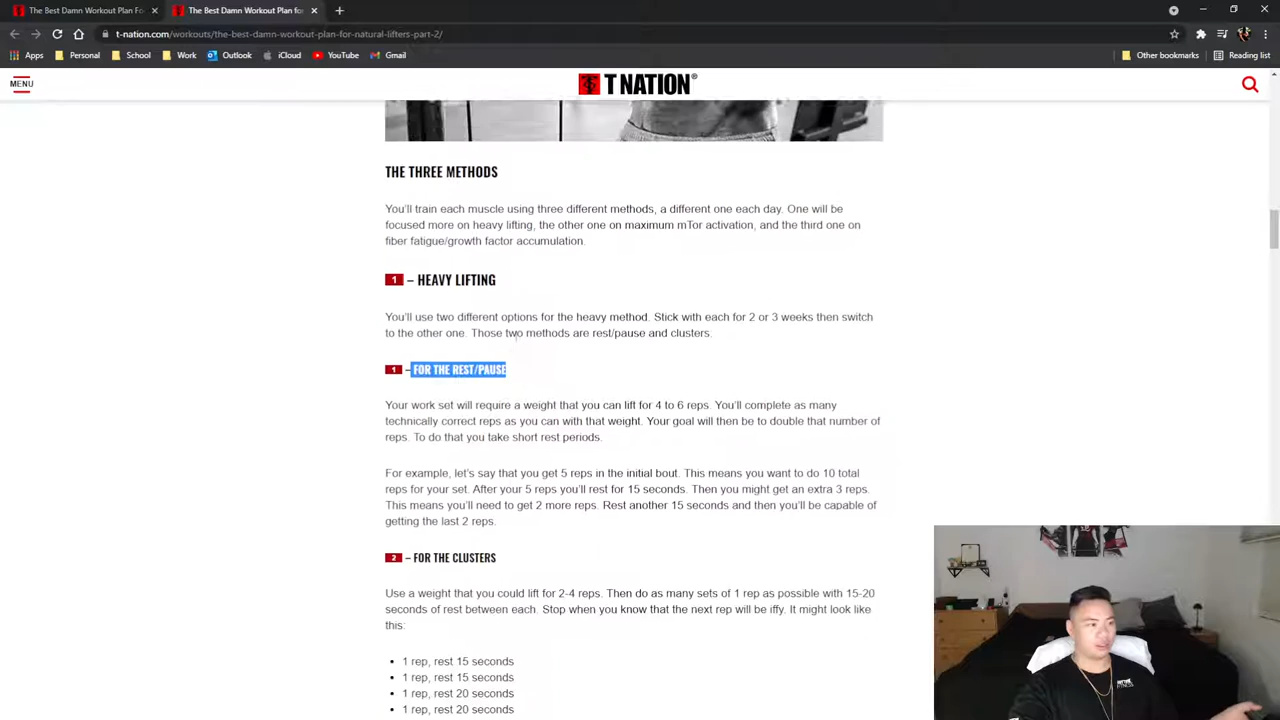 The Best Damn Workout Plan Fo
The Best Damn Workout Plan for
t-nation.com/workouts/the-best-damn-workout-plan-for-natural-lifters-part-2/
Apps
Personal
School
Work
Outlook
iCloud
YouTube
Gmail
Other bookmarks
Reading list
MENU
T NATION®
THE THREE METHODS
You'll train each muscle using three different methods, a different one each day. One will be
focused more on heavy lifting, the other one on maximum mTor activation, and the third one on
fiber fatigue/growth factor accumulation.
1 – HEAVY LIFTING
You'll use two different options for the heavy method. Stick with each for 2 or 3 weeks then switch
to the other one. Those two methods are rest/pause and clusters:
1 – FOR THE REST/PAUSE
Your work set will require a weight that you can lift for 4 to 6 reps. You'll complete as many
technically correct reps as you can with that weight. Your goal will then be to double that number of
reps. To do that you take short rest periods.
For example, let's say that you get 5 reps in the initial bout. This means you want to do 10 total
reps for your set. After your 5 reps you'll rest for 15 seconds. Then you might get an extra 3 reps.
This means you'll need to get 2 more reps. Rest another 15 seconds and then you'll be capable of
getting the last 2 reps.
2 – FOR THE CLUSTERS
Use a weight that you could lift for 2-4 reps. Then do as many sets of 1 rep as possible with 15-20
seconds of rest between each. Stop when you know that the next rep will be iffy. It might look like
this:
• 1 rep, rest 15 seconds
• 1 rep, rest 15 seconds
• 1 rep, rest 20 seconds
• 1 rep, rest 20 seconds
FITNESS